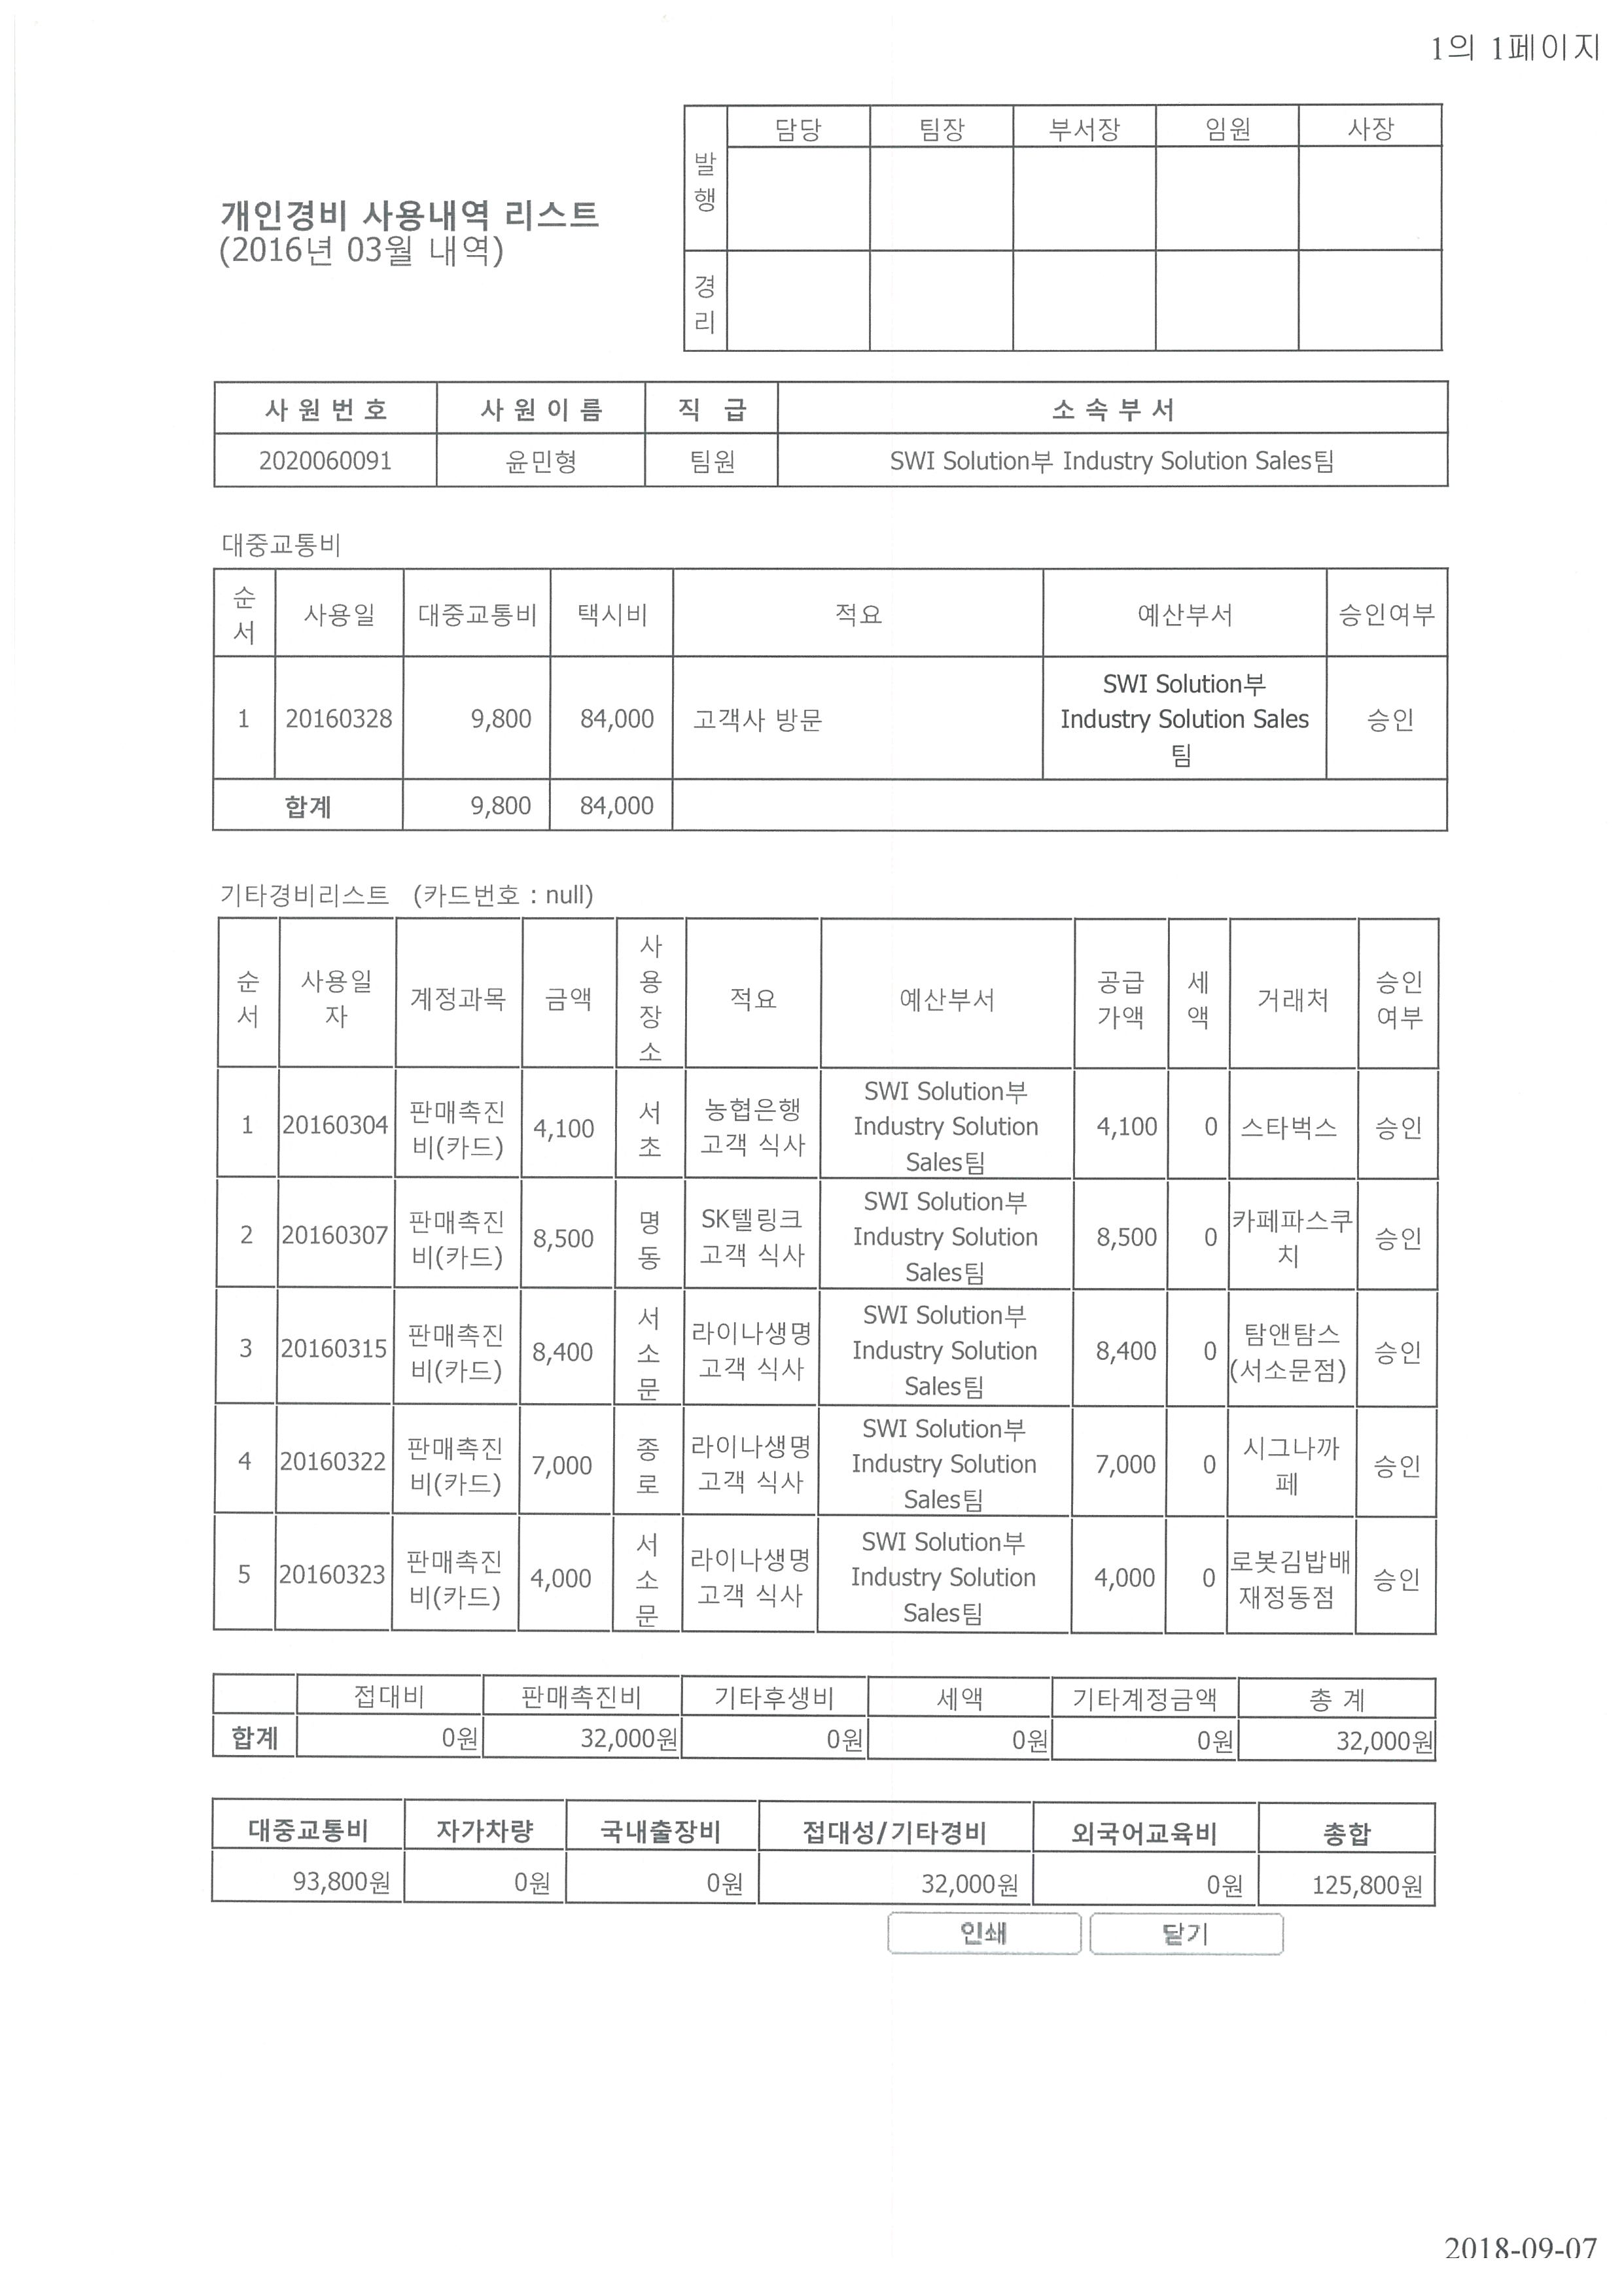 1의 1페이지
담당 팀장 부서장 임원 사장
발행
경리
개인경비 사용내역 리스트
(2016년 03월 내역)
사원번호 사원이름 직 급 소속부서
2020060091 윤민형 팀원 SWI Solution부 Industry Solution Sales팀
대중교통비
순서 사용일 대중교통비 택시비 적요 예산부서 승인여부
1 20160328 9,800 84,000 고객사 방문 SWI Solution부 Industry Solution Sales팀 승인
합계 9,800 84,000
기타경비리스트 (카드번호 : null)
순서 사용일자 계정과목 금액 사용장소 적요 예산부서 공급가액 세액 거래처 승인여부
1 20160304 판매촉진비(카드) 4,100 서초 농협은행 고객 식사 SWI Solution부 Industry Solution Sales팀 4,100 0 스타벅스 승인
2 20160307 판매촉진비(카드) 8,500 명동 SK텔링크 고객 식사 SWI Solution부 Industry Solution Sales팀 8,500 0 카페파스쿠치 승인
3 20160315 판매촉진비(카드) 8,400 서소문 라이나생명 고객 식사 SWI Solution부 Industry Solution Sales팀 8,400 0 탐앤탐스(서소문점) 승인
4 20160322 판매촉진비(카드) 7,000 종로 라이나생명 고객 식사 SWI Solution부 Industry Solution Sales팀 7,000 0 시그나까페 승인
5 20160323 판매촉진비(카드) 4,000 서소문 라이나생명 고객 식사 SWI Solution부 Industry Solution Sales팀 4,000 0 로봇김밥배재정동점 승인
접대비 판매촉진비 기타후생비 세액 기타계정금액 총 계
합계 0원 32,000원 0원 0원 0원 32,000원
대중교통비 자가차량 국내출장비 접대성/기타경비 외국어교육비 총합
93,800원 0원 0원 32,000원 0원 125,800원
인쇄 닫기
2018-09-07